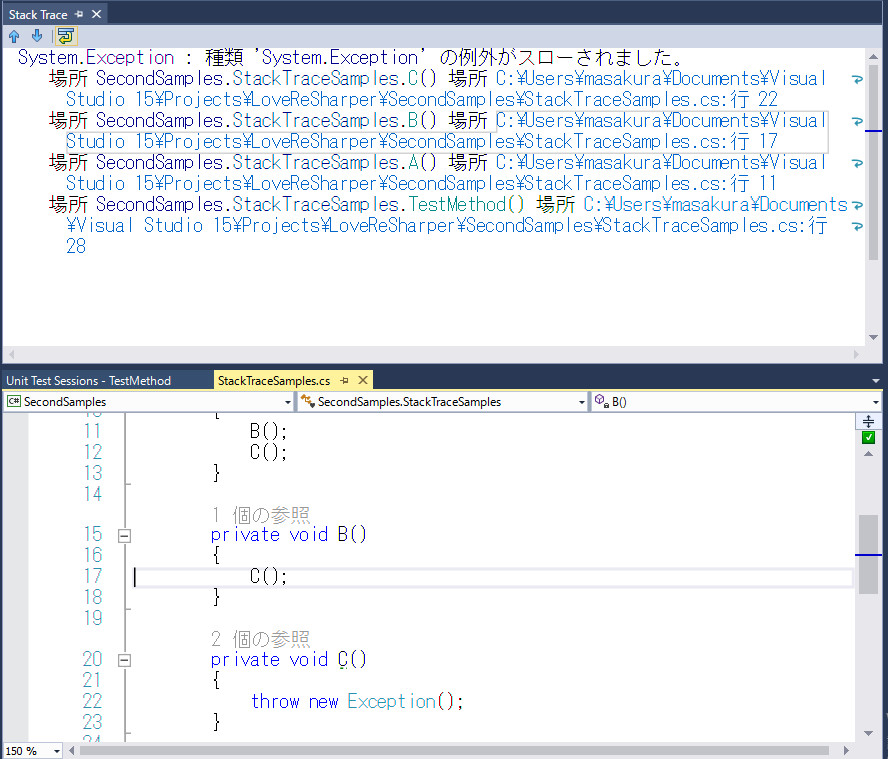 Stack Trace
System.Exception : 種類 'System.Exception' の例外がスローされました。
場所 SecondSamples.StackTraceSamples.C() 場所 C:¥Users¥masakura¥Documents¥Visual
Studio 15¥Projects¥LoveReSharper¥SecondSamples¥StackTraceSamples.cs:行 22
場所 SecondSamples.StackTraceSamples.B() 場所 C:¥Users¥masakura¥Documents¥Visual
Studio 15¥Projects¥LoveReSharper¥SecondSamples¥StackTraceSamples.cs:行 17
場所 SecondSamples.StackTraceSamples.A() 場所 C:¥Users¥masakura¥Documents¥Visual
Studio 15¥Projects¥LoveReSharper¥SecondSamples¥StackTraceSamples.cs:行 11
場所 SecondSamples.StackTraceSamples.TestMethod() 場所 C:¥Users¥masakura¥Documents
¥Visual Studio 15¥Projects¥LoveReSharper¥SecondSamples¥StackTraceSamples.cs:行
28
Unit Test Sessions - TestMethod StackTraceSamples.cs
C# SecondSamples SecondSamples.StackTraceSamples B()
10 {
11 B();
12 C();
13 }
14
1 個の参照
15 private void B()
16 {
17 C();
18 }
19
2 個の参照
20 private void C()
21 {
22 throw new Exception();
23 }
24
150 %